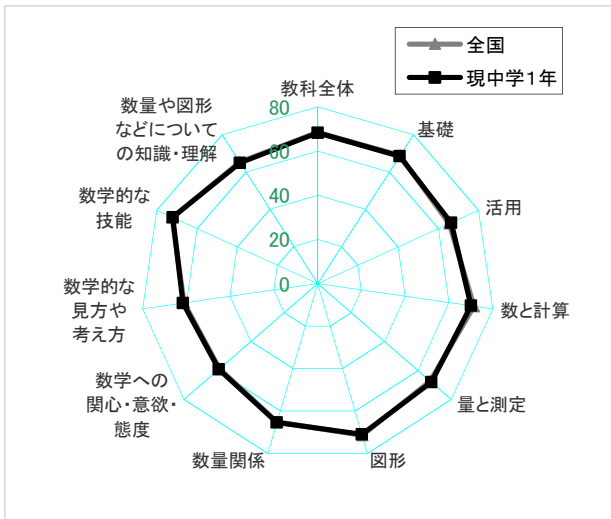 全国
現中学1年
教科全体
80
60
40
20
0
基礎
活用
数と計算
量と測定
図形
数量関係
数学への
関心・意欲・
態度
数学的な
見方や
考え方
数学的な
技能
数量や図形
などについて
の知識・理解